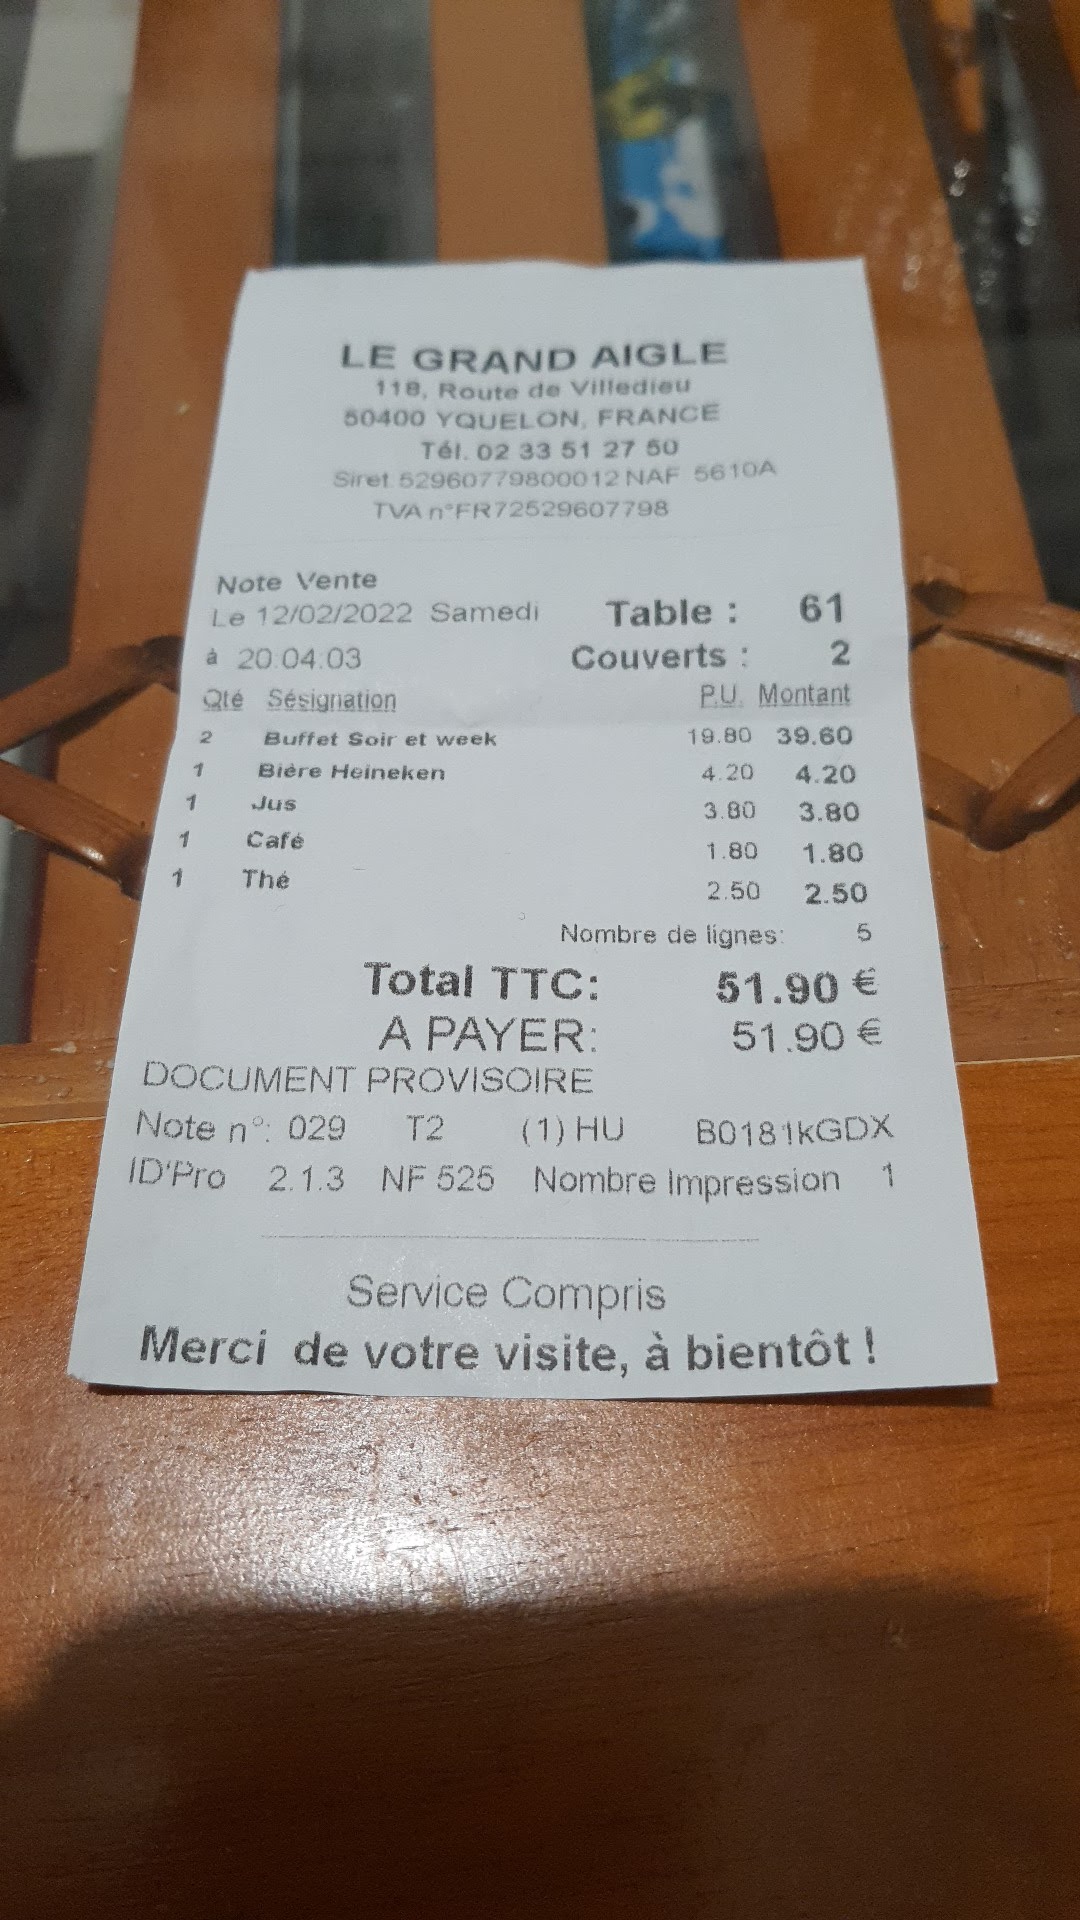 LE GRAND AIGLE
118, Route de Villedieu
50400 YQUELON, FRANCE
Tél. 02 33 51 27 50
Siret. 52960779800012 NAF 5610A
TVA n°FR72529607798
Note Vente
Le 12/02/2022 Samedi Table : 61
à 20:04:03 Couverts : 2
Qté Sésignation P.U. Montant
2 Buffet Soir et week 19.80 39.60
1 Bière Heineken 4.20 4.20
1 Jus 3.80 3.80
1 Café 1.80 1.80
1 Thé 2.50 2.50
Nombre de lignes: 5
Total TTC: 51.90 €
A PAYER: 51.90 €
DOCUMENT PROVISOIRE
Note n°: 029 T2 (1) HU B0181kGDX
ID'Pro 2.1.3 NF 525 Nombre Impression 1
Service Compris
Merci de votre visite, à bientôt !